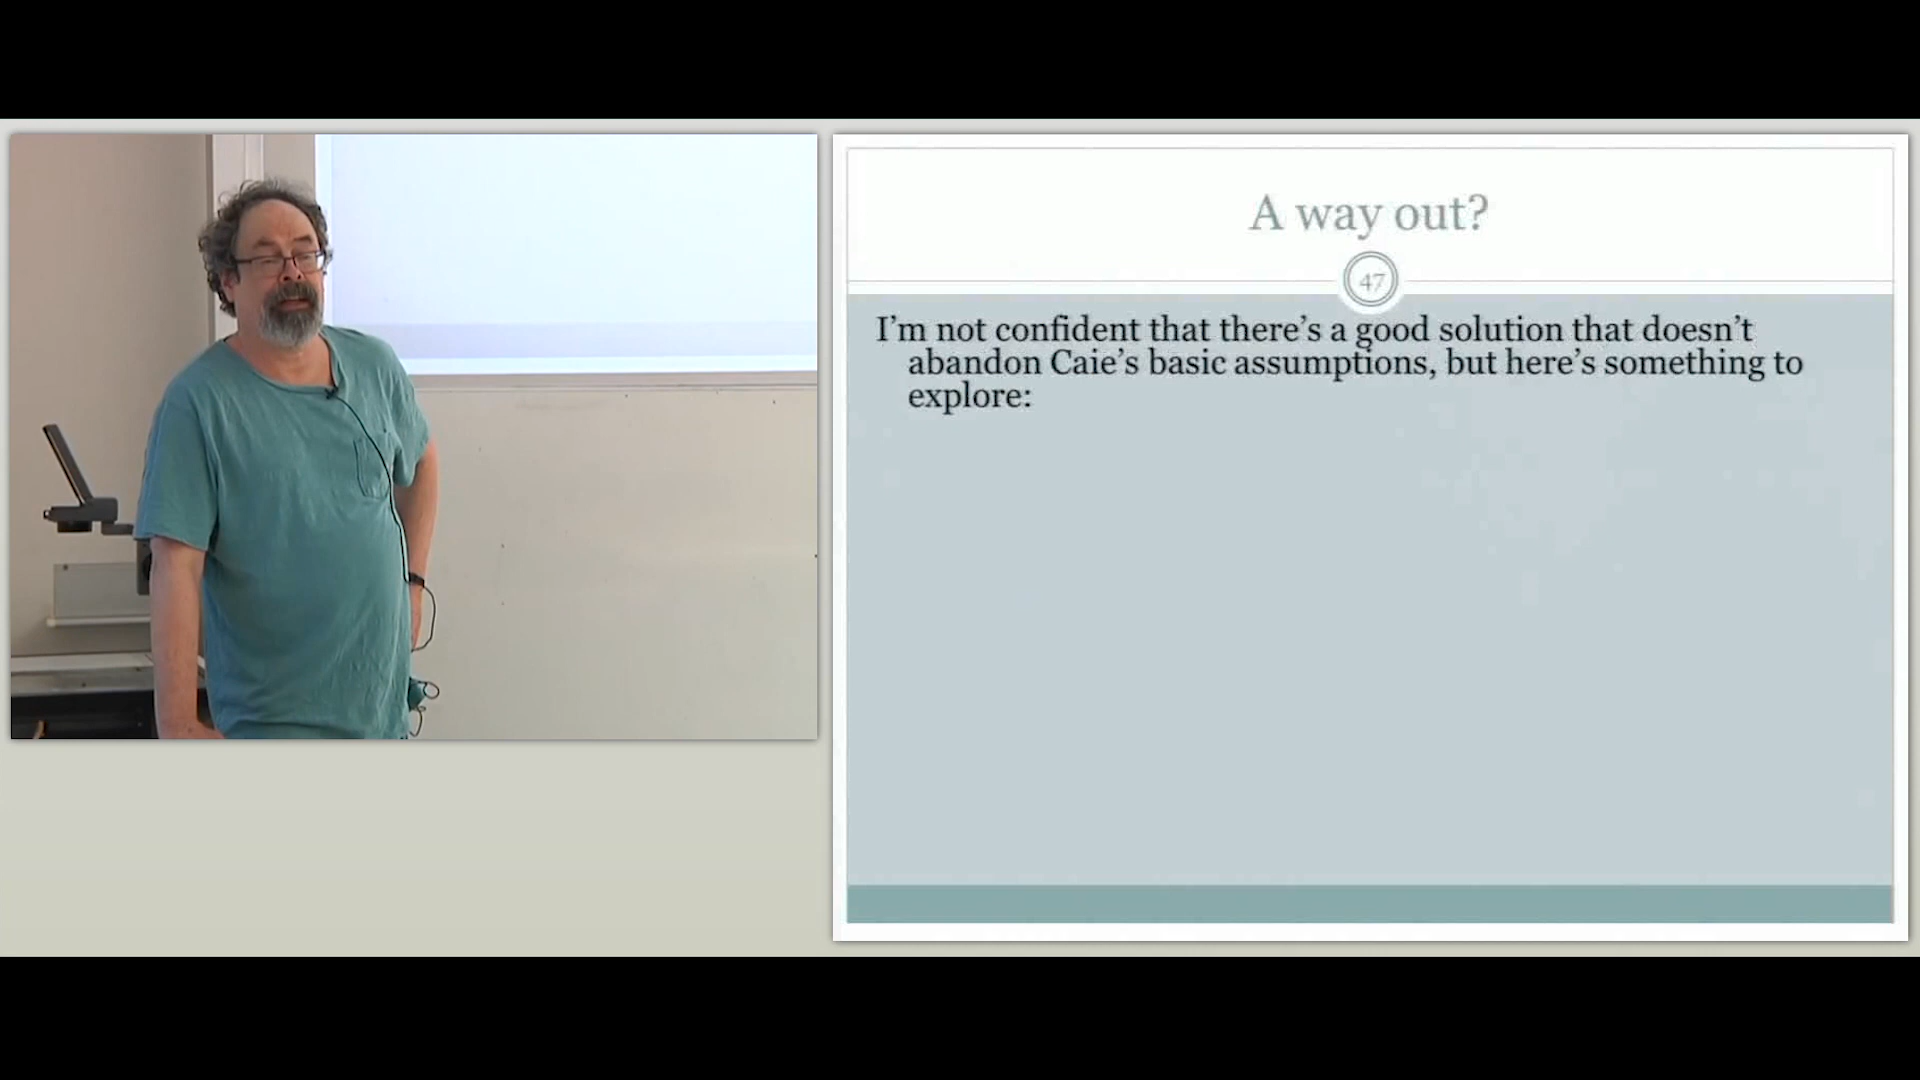 A way out?
47
I'm not confident that there's a good solution that doesn't
abandon Caie's basic assumptions, but here's something to
explore: